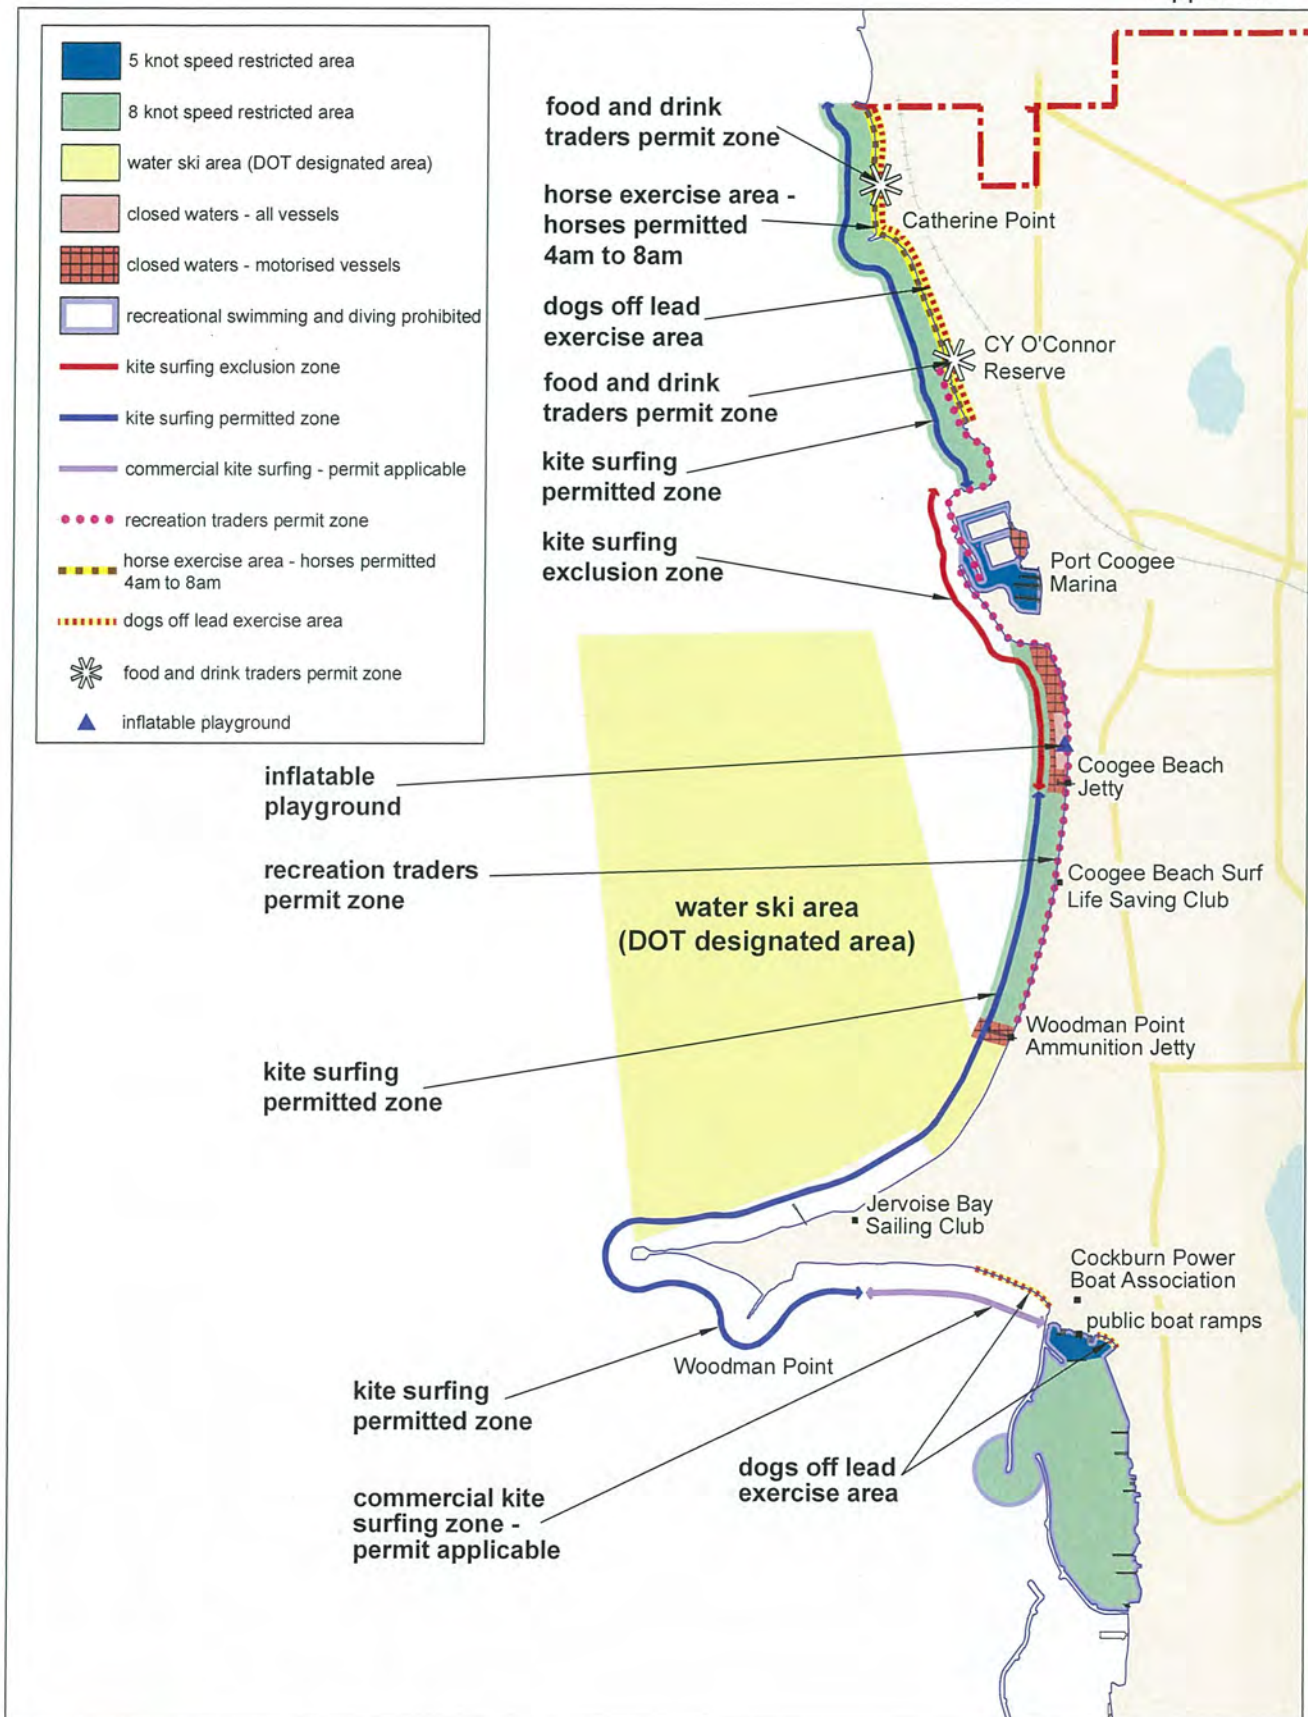 5 knot speed restricted area
8 knot speed restricted area
water ski area (DOT designated area)
closed waters - all vessels
closed waters - motorised vessels
recreational swimming and diving prohibited
kite surfing exclusion zone
kite surfing permitted zone
commercial kite surfing - permit applicable
recreation traders permit zone
horse exercise area - horses permitted
4am to 8am
dogs off lead exercise area
food and drink traders permit zone
inflatable playground
food and drink
traders permit zone
horse exercise area -
horses permitted
4am to 8am
Catherine Point
dogs off lead
exercise area
CY O'Connor
Reserve
food and drink
traders permit zone
kite surfing
permitted zone
kite surfing
exclusion zone
Port Coogee
Marina
inflatable
playground
Coogee Beach
Jetty
recreation traders
permit zone
Coogee Beach Surf
Life Saving Club
water ski area
(DOT designated area)
Woodman Point
Ammunition Jetty
kite surfing
permitted zone
Jervoise Bay
Sailing Club
Cockburn Power
Boat Association
public boat ramps
Woodman Point
kite surfing
permitted zone
dogs off lead
exercise area
commercial kite
surfing zone -
permit applicable